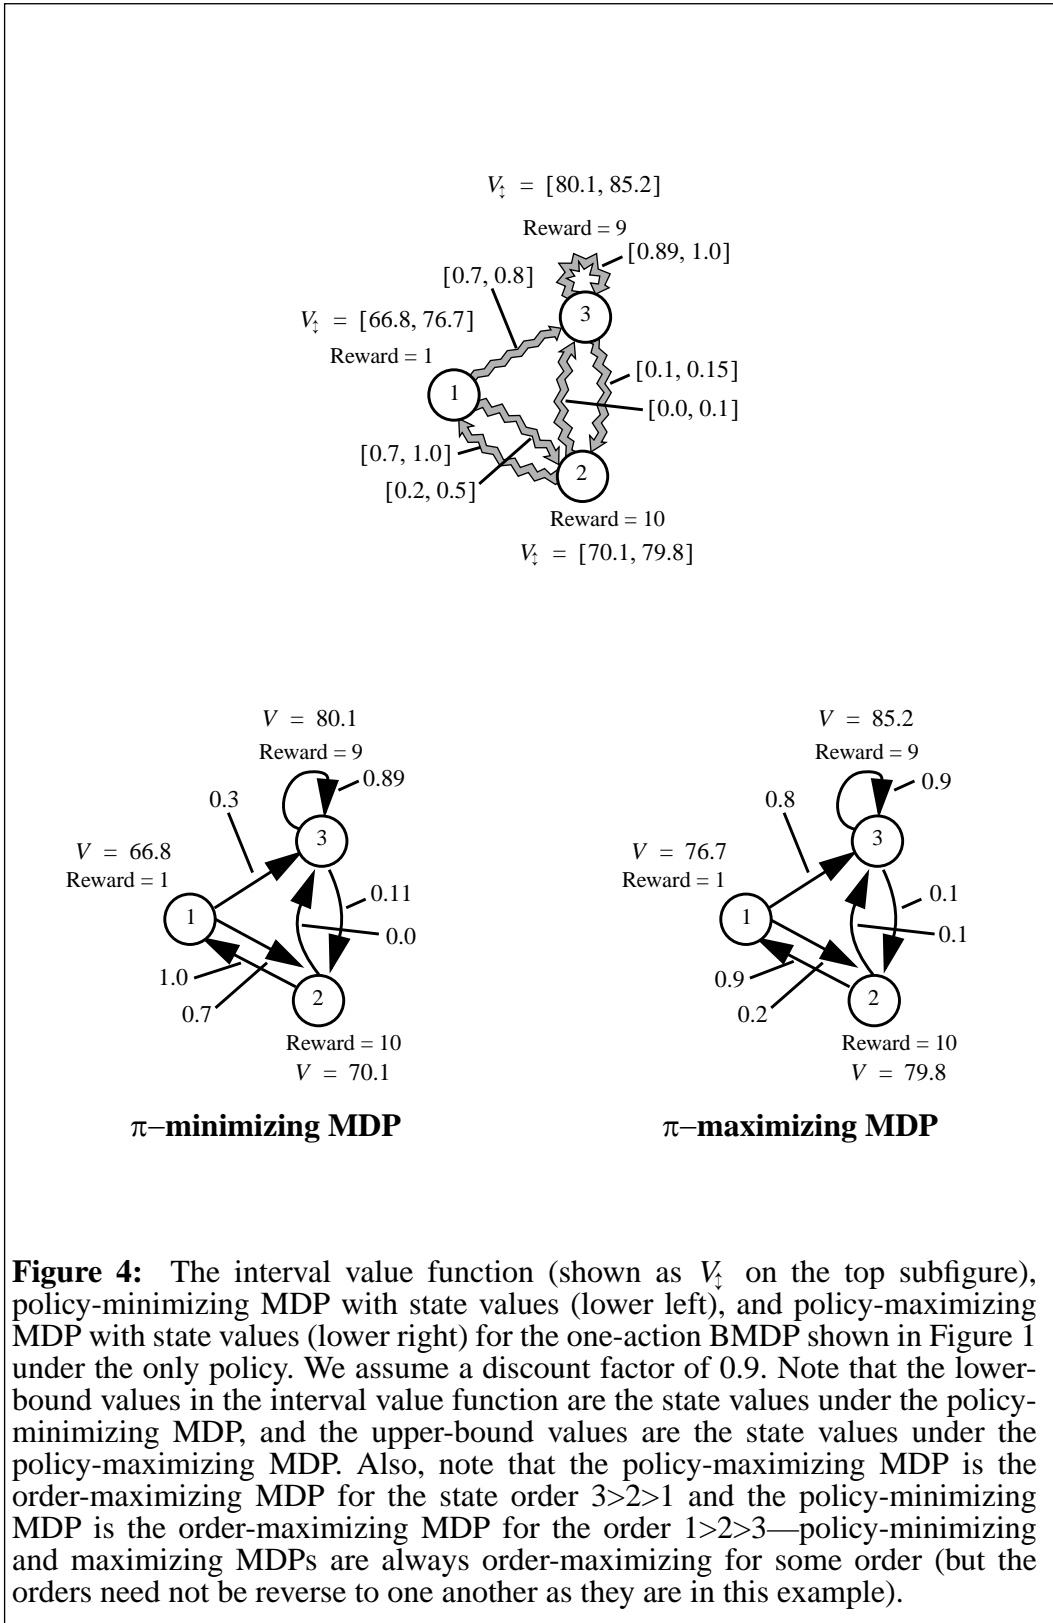 V↕ = [80.1, 85.2]
Reward = 9
[0.89, 1.0]
[0.7, 0.8]
3
V↕ = [66.8, 76.7]
Reward = 1
[0.1, 0.15]
1
[0.0, 0.1]
[0.7, 1.0]
2
[0.2, 0.5]
Reward = 10
V↕ = [70.1, 79.8]
V = 80.1
Reward = 9
0.89
0.3
3
V = 66.8
Reward = 1
0.11
1
0.0
1.0
2
0.7
Reward = 10
V = 70.1
π–minimizing MDP
V = 85.2
Reward = 9
0.9
0.8
3
V = 76.7
Reward = 1
0.1
1
0.1
0.9
2
0.2
Reward = 10
V = 79.8
π–maximizing MDP
Figure 4: The interval value function (shown as V↕ on the top subfigure),
policy-minimizing MDP with state values (lower left), and policy-maximizing
MDP with state values (lower right) for the one-action BMDP shown in Figure 1
under the only policy. We assume a discount factor of 0.9. Note that the lower-
bound values in the interval value function are the state values under the policy-
minimizing MDP, and the upper-bound values are the state values under the
policy-maximizing MDP. Also, note that the policy-maximizing MDP is the
order-maximizing MDP for the state order 3>2>1 and the policy-minimizing
MDP is the order-maximizing MDP for the order 1>2>3—policy-minimizing
and maximizing MDPs are always order-maximizing for some order (but the
orders need not be reverse to one another as they are in this example).